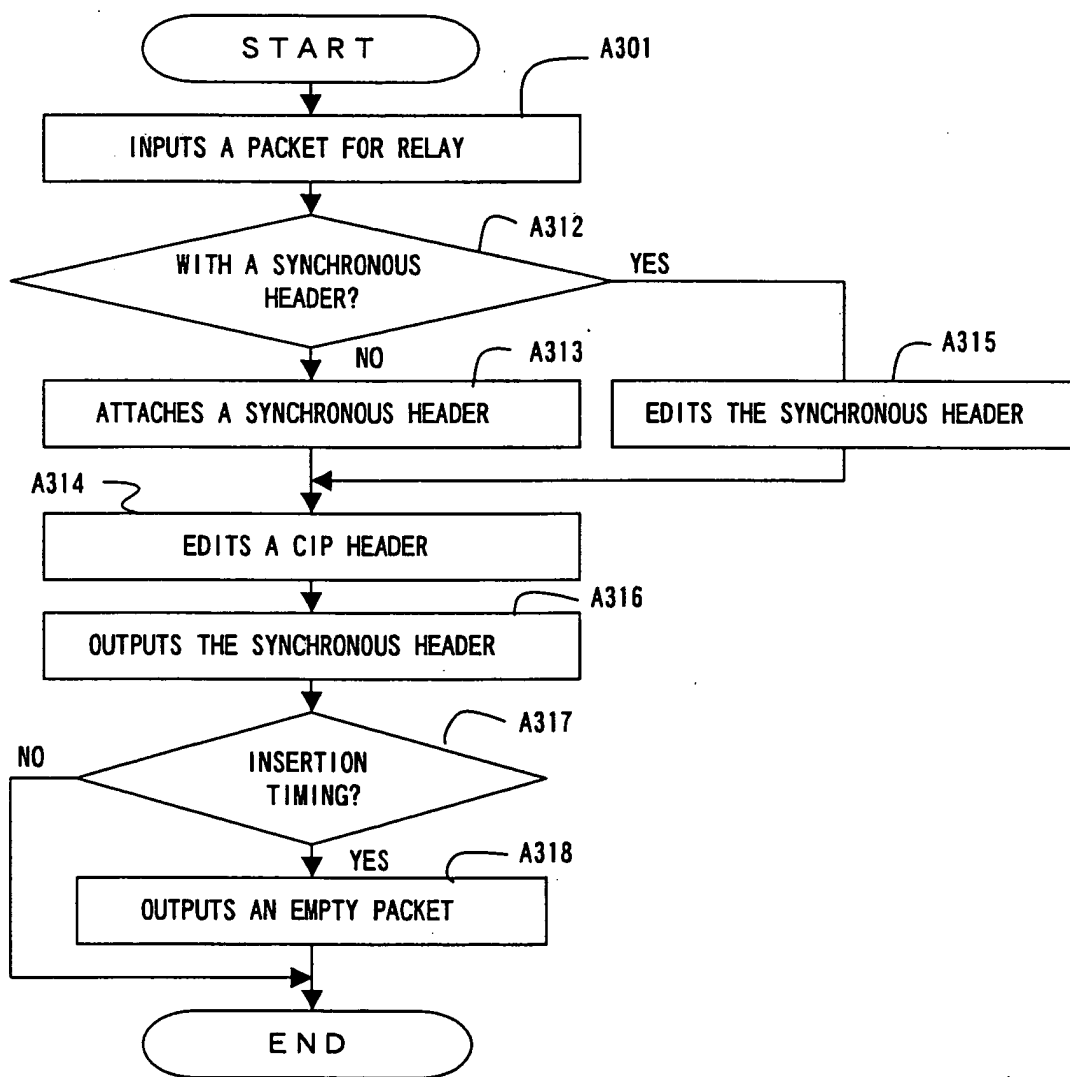 START
A301
INPUTS A PACKET FOR RELAY
A312
WITH A SYNCHRONOUS
HEADER?
YES
NO
A313
A315
ATTACHES A SYNCHRONOUS HEADER
EDITS THE SYNCHRONOUS HEADER
A314
EDITS A CIP HEADER
A316
OUTPUTS THE SYNCHRONOUS HEADER
A317
NO
INSERTION
TIMING?
YES
A318
OUTPUTS AN EMPTY PACKET
END